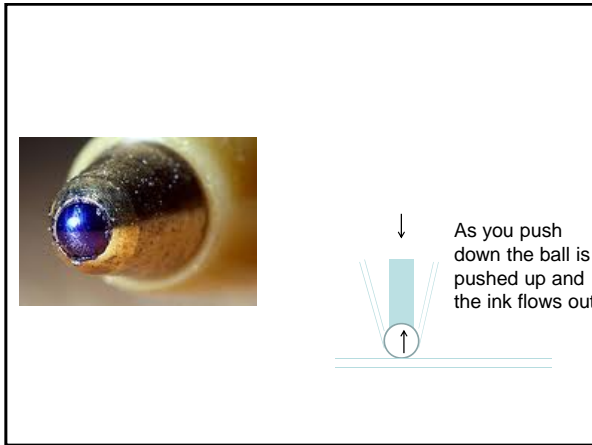 As you push
down the ball is
pushed up and
the ink flows out